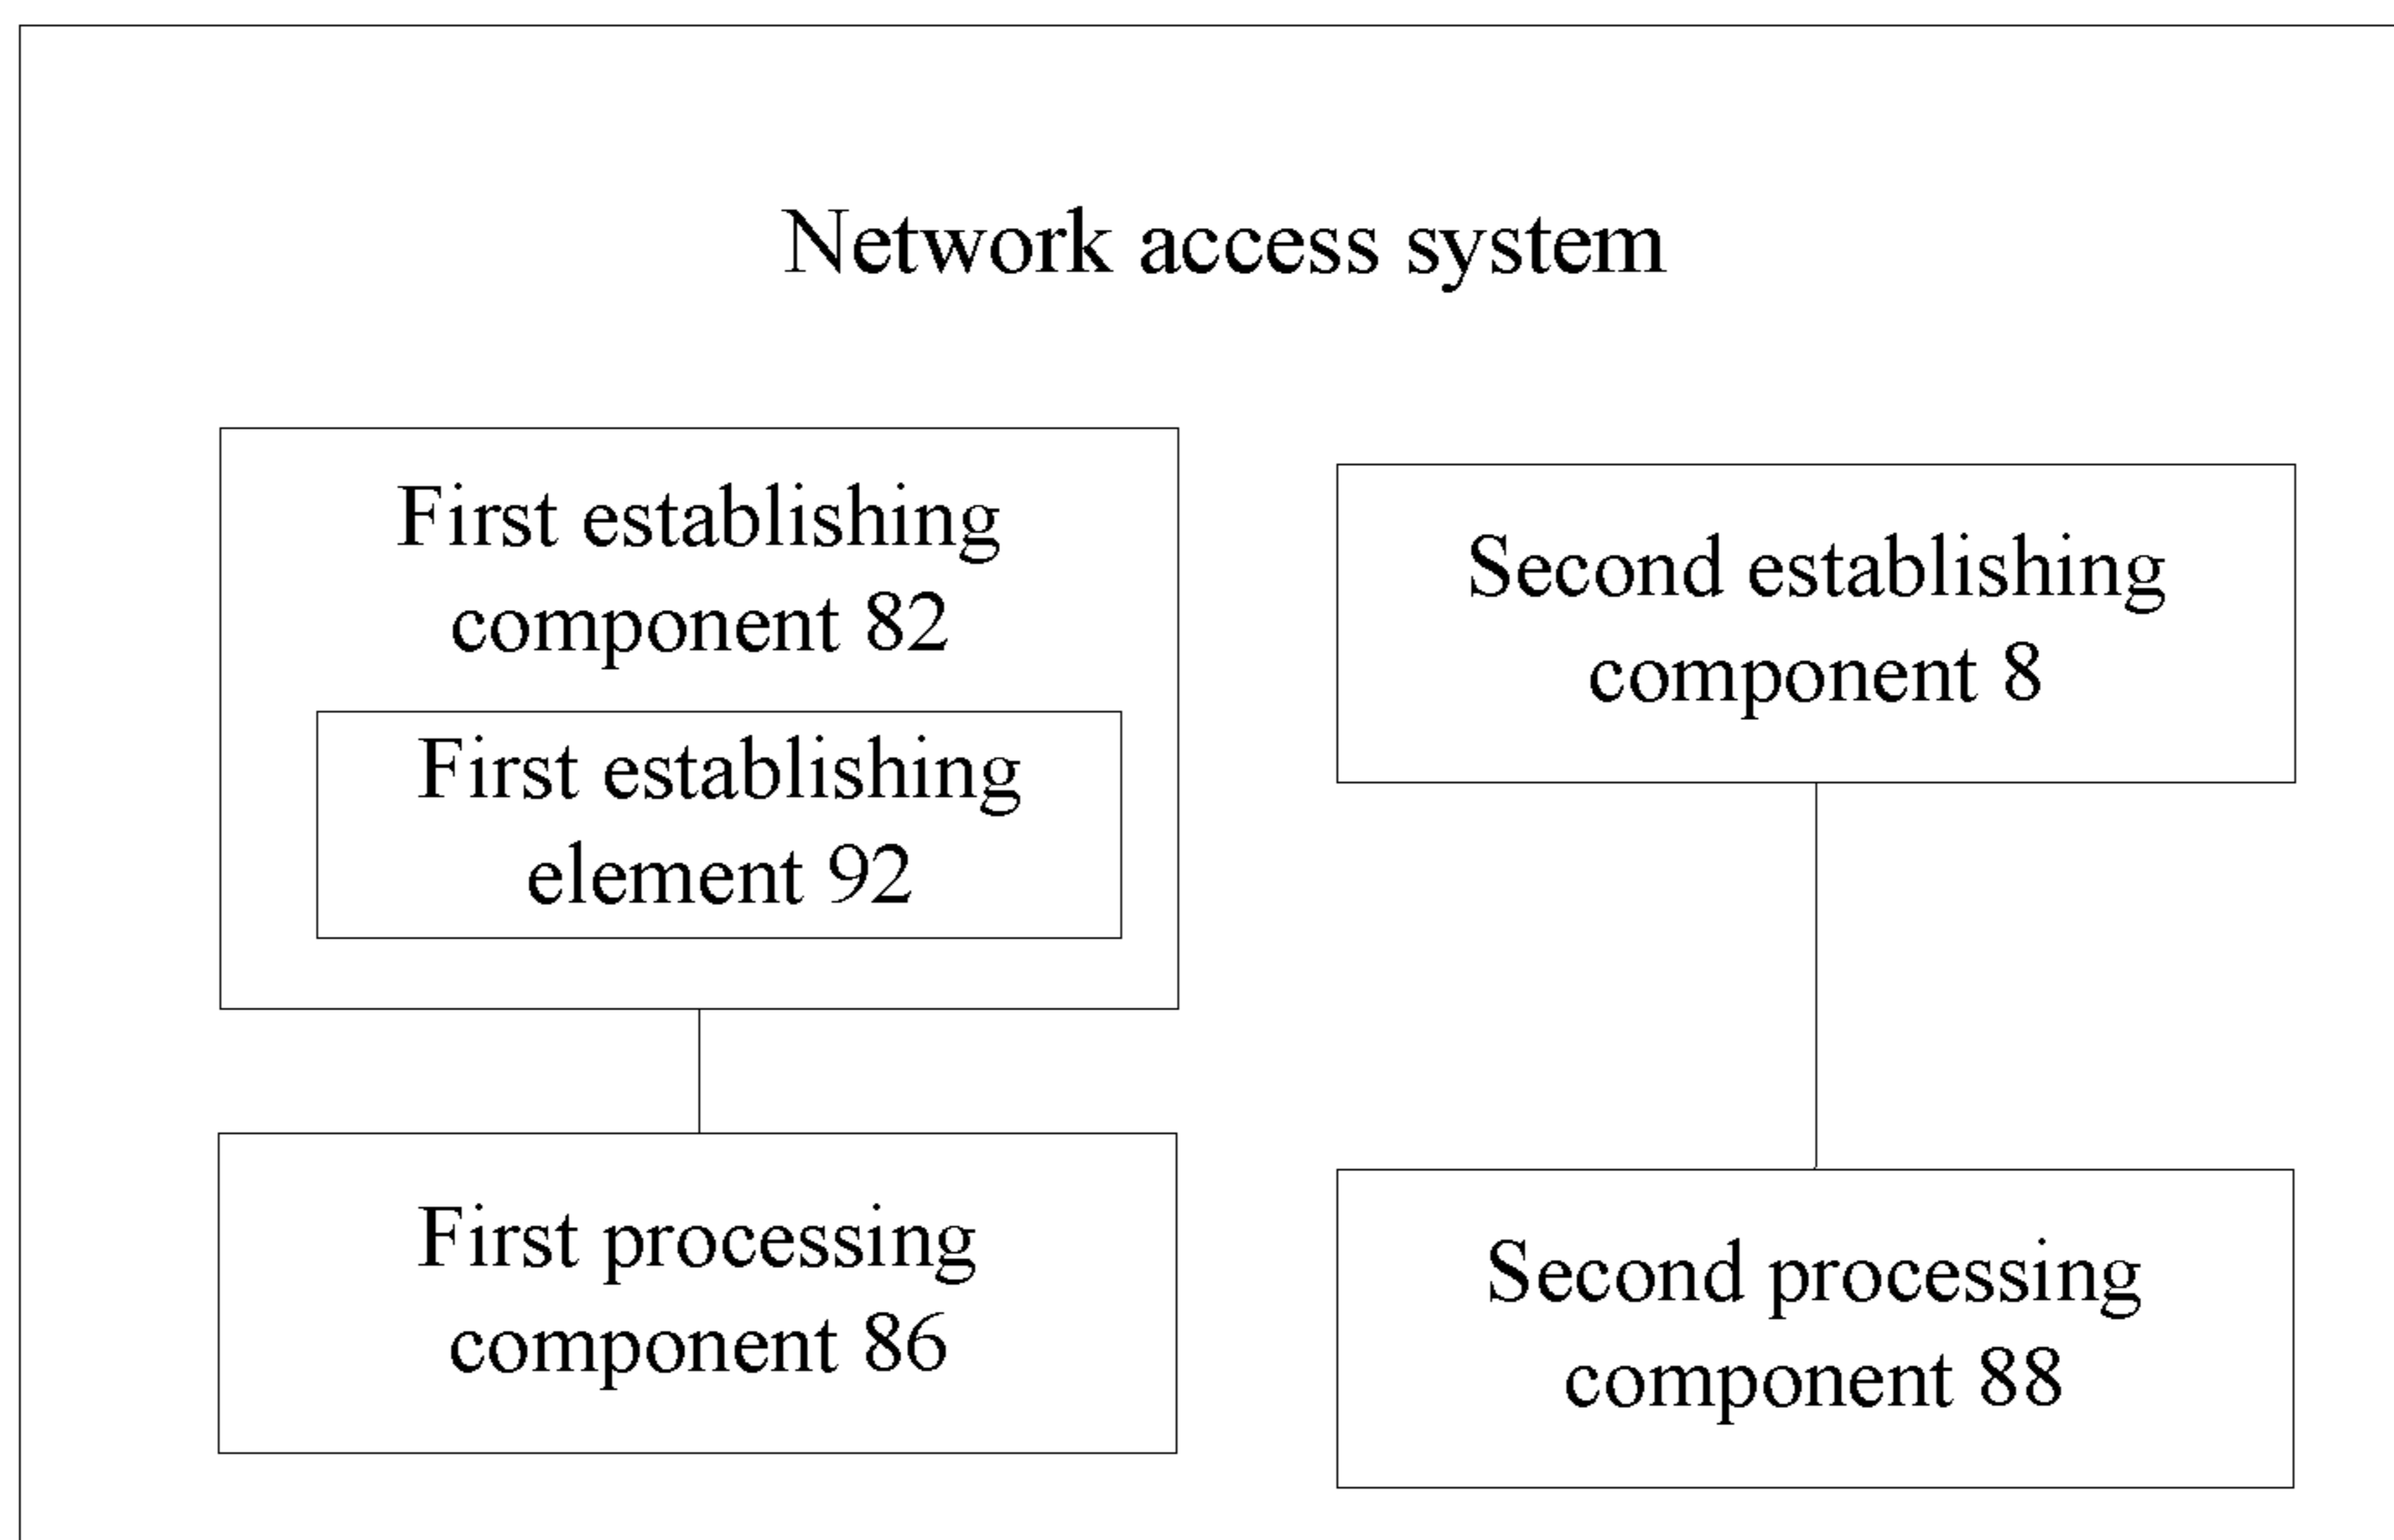 Network access system
First establishing
component 82
First establishing
element 92
Second establishing
component 8
First processing
component 86
Second processing
component 88